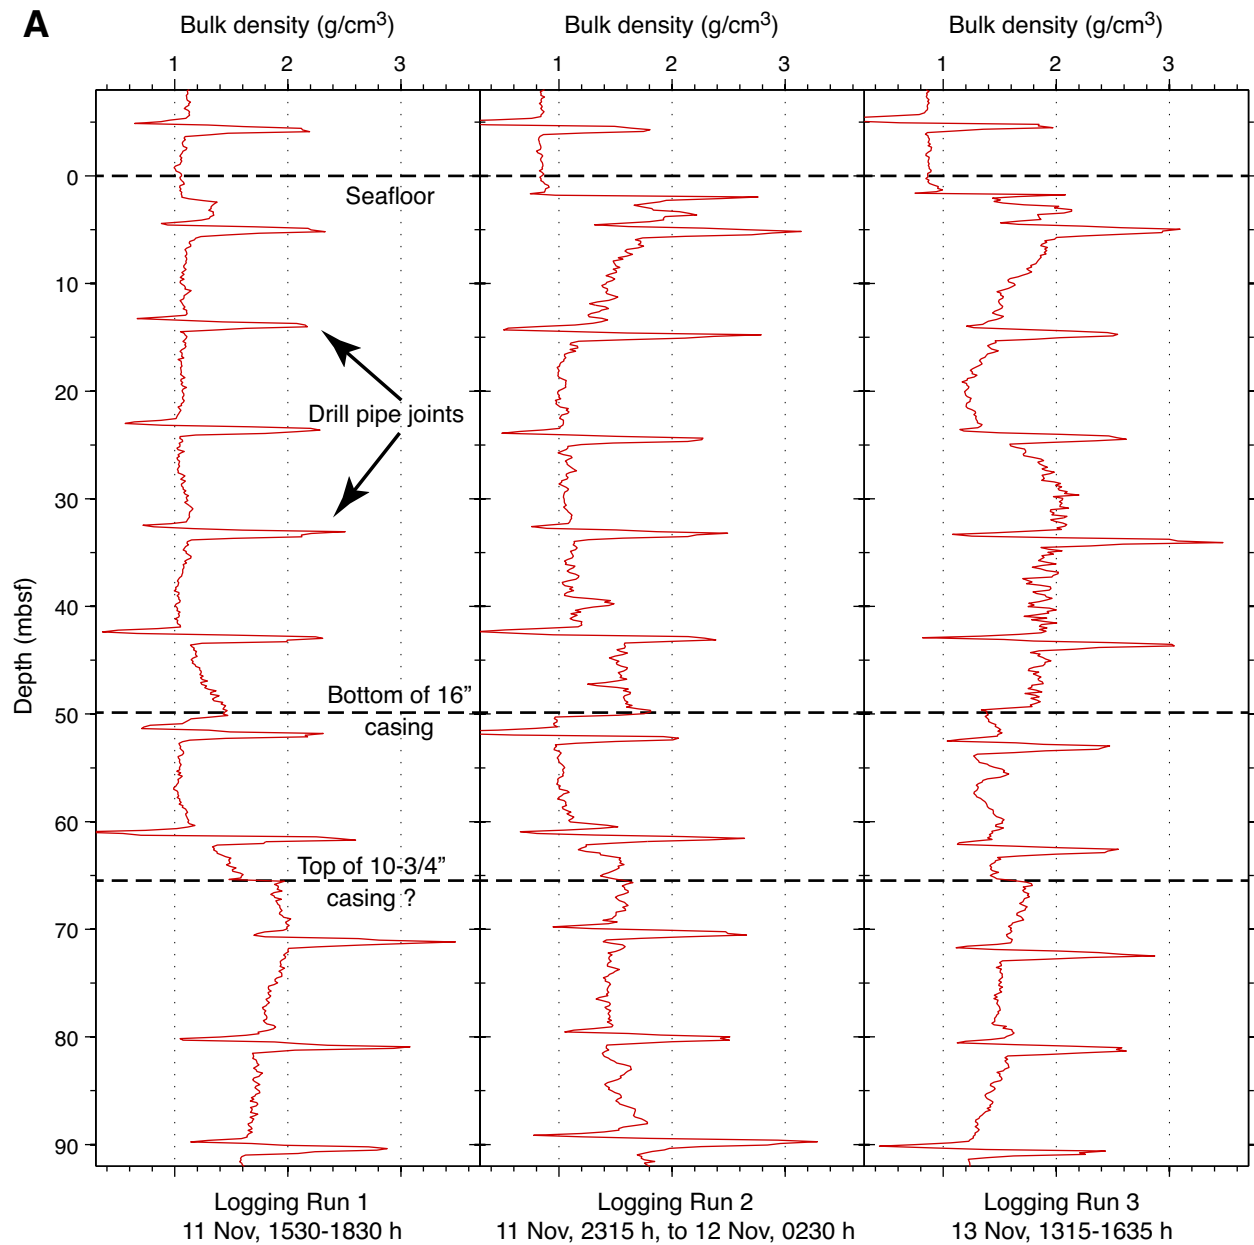 A
Bulk density (g/cm³) Bulk density (g/cm³) Bulk density (g/cm³)
1 2 3 1 2 3 1 2 3
0
Seafloor
10
20
Drill pipe joints
30
40
Depth (mbsf)
Bottom of 16”
50
casing
60
Top of 10-3/4”
casing ?
70
80
90
Logging Run 1 Logging Run 2 Logging Run 3
11 Nov, 1530-1830 h 11 Nov, 2315 h, to 12 Nov, 0230 h 13 Nov, 1315-1635 h